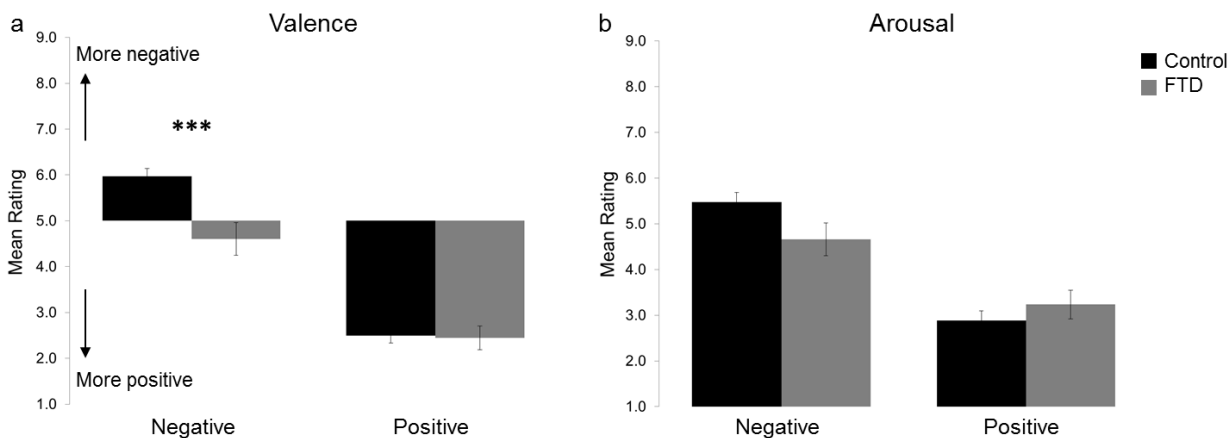 a
Valence
9.0
8.0
7.0
6.0
5.0
4.0
3.0
2.0
1.0
Mean Rating
More negative
***
More positive
Negative
Positive
b
Arousal
9.0
8.0
7.0
6.0
5.0
4.0
3.0
2.0
1.0
Mean Rating
Negative
Positive
Control
FTD